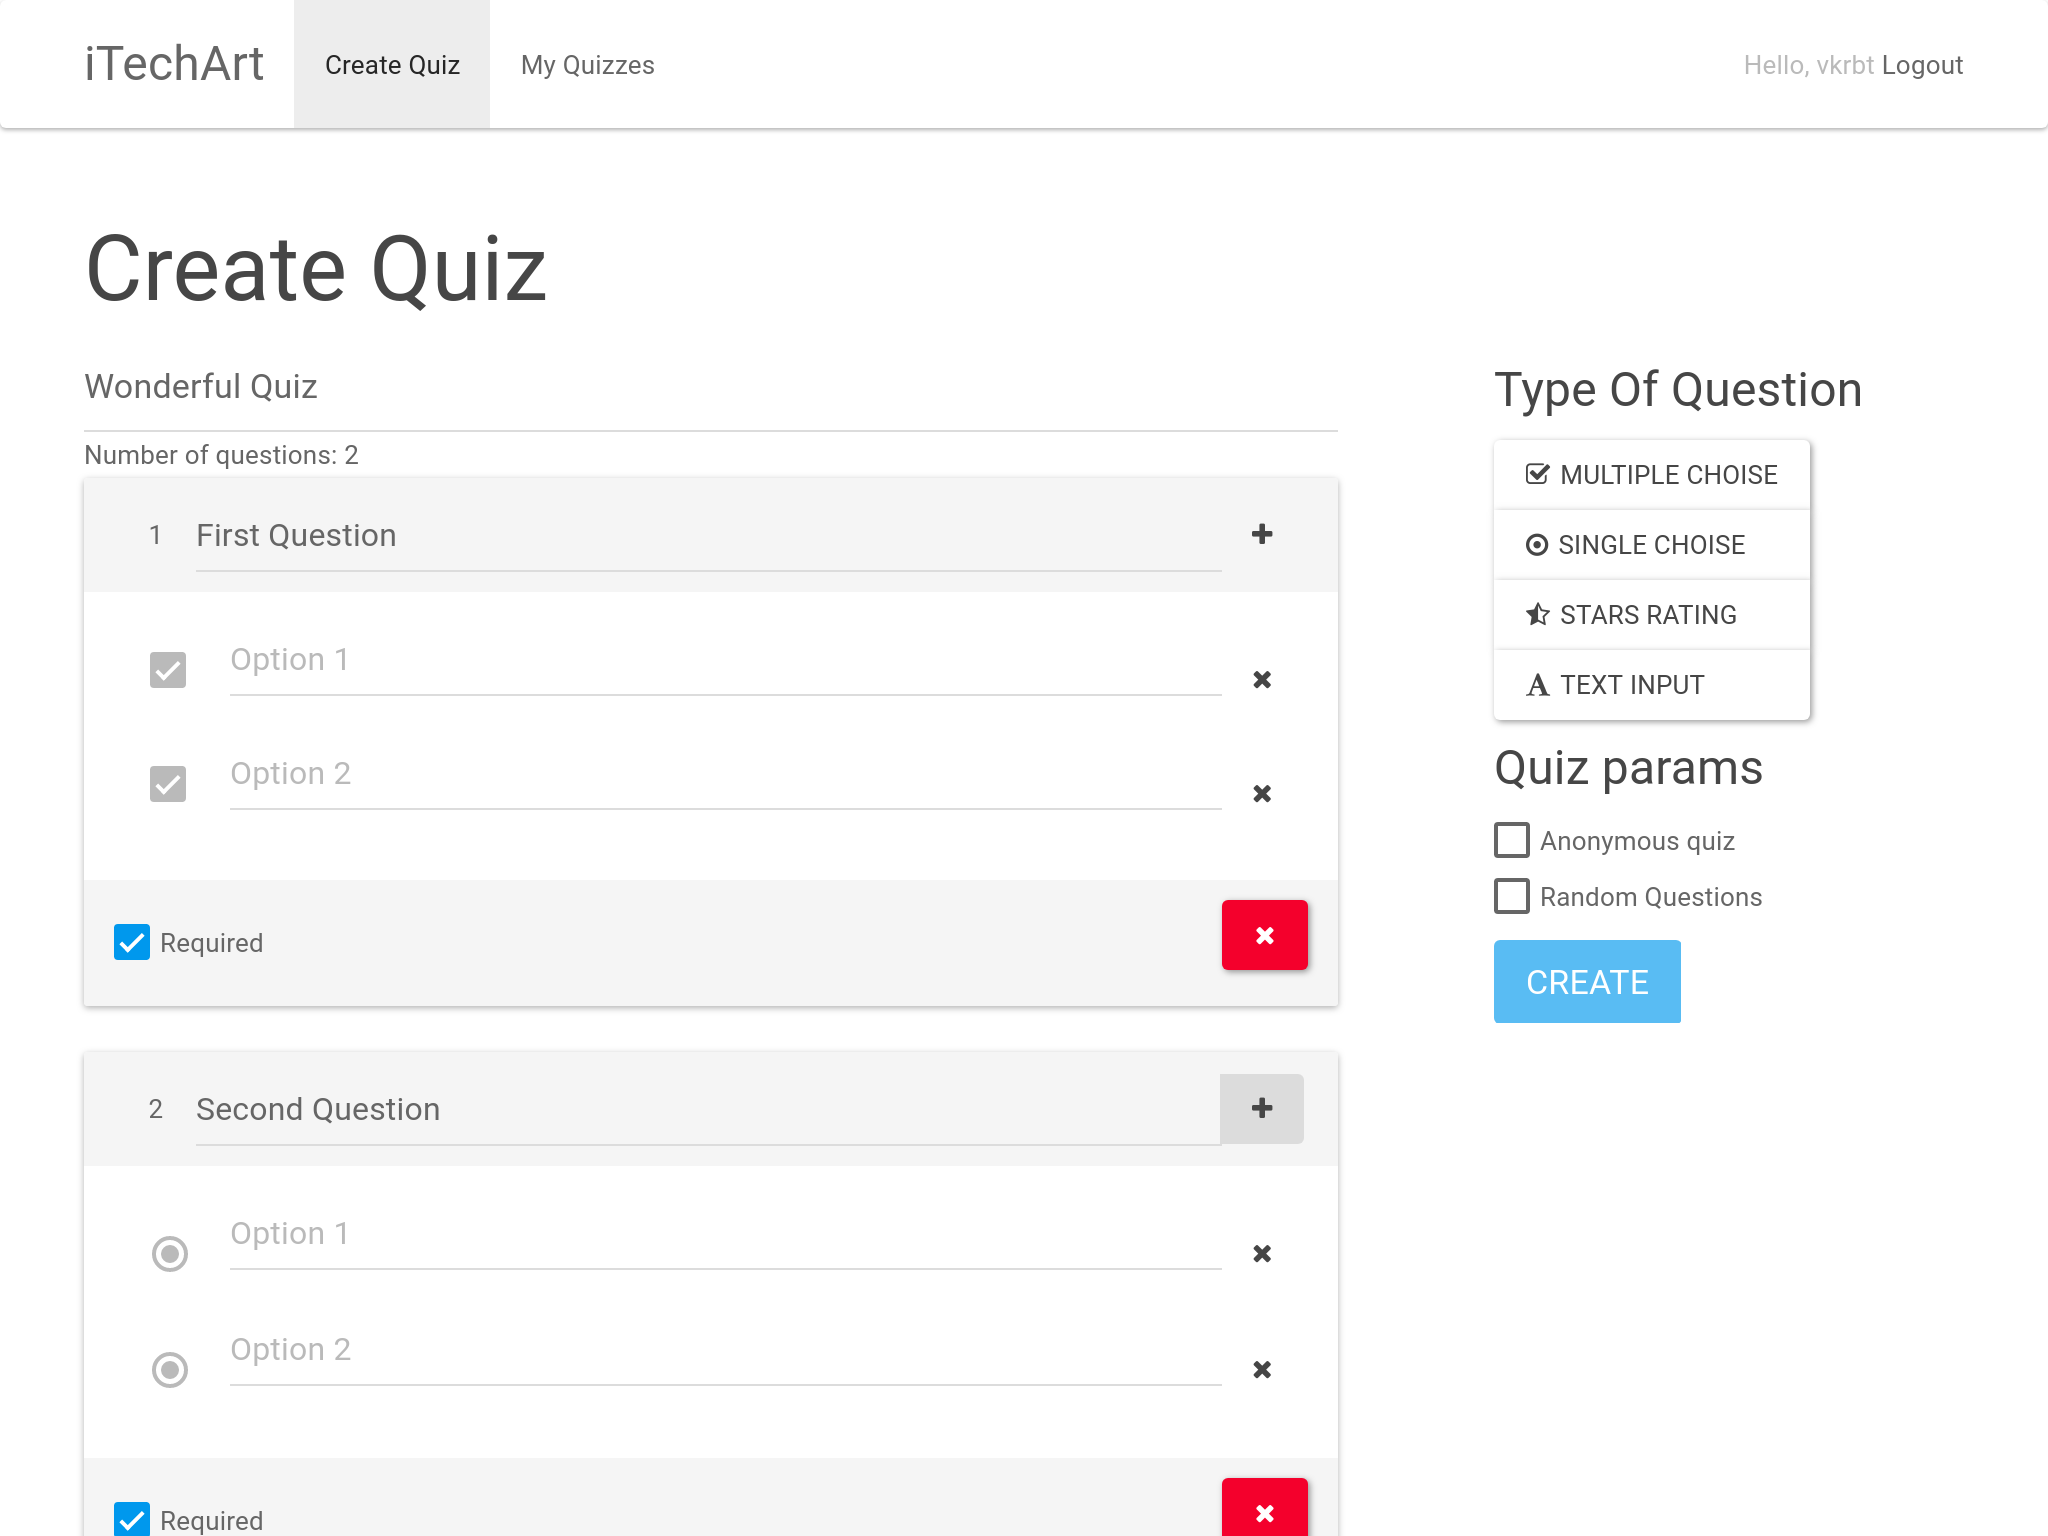 iTechArt
Create Quiz
My Quizzes
Hello, vkrbt Logout
Create Quiz
Wonderful Quiz
Number of questions: 2
1 First Question
Option 1
Option 2
Required
2 Second Question
Option 1
Option 2
Required
Type Of Question
MULTIPLE CHOISE
SINGLE CHOISE
STARS RATING
TEXT INPUT
Quiz params
Anonymous quiz
Random Questions
CREATE